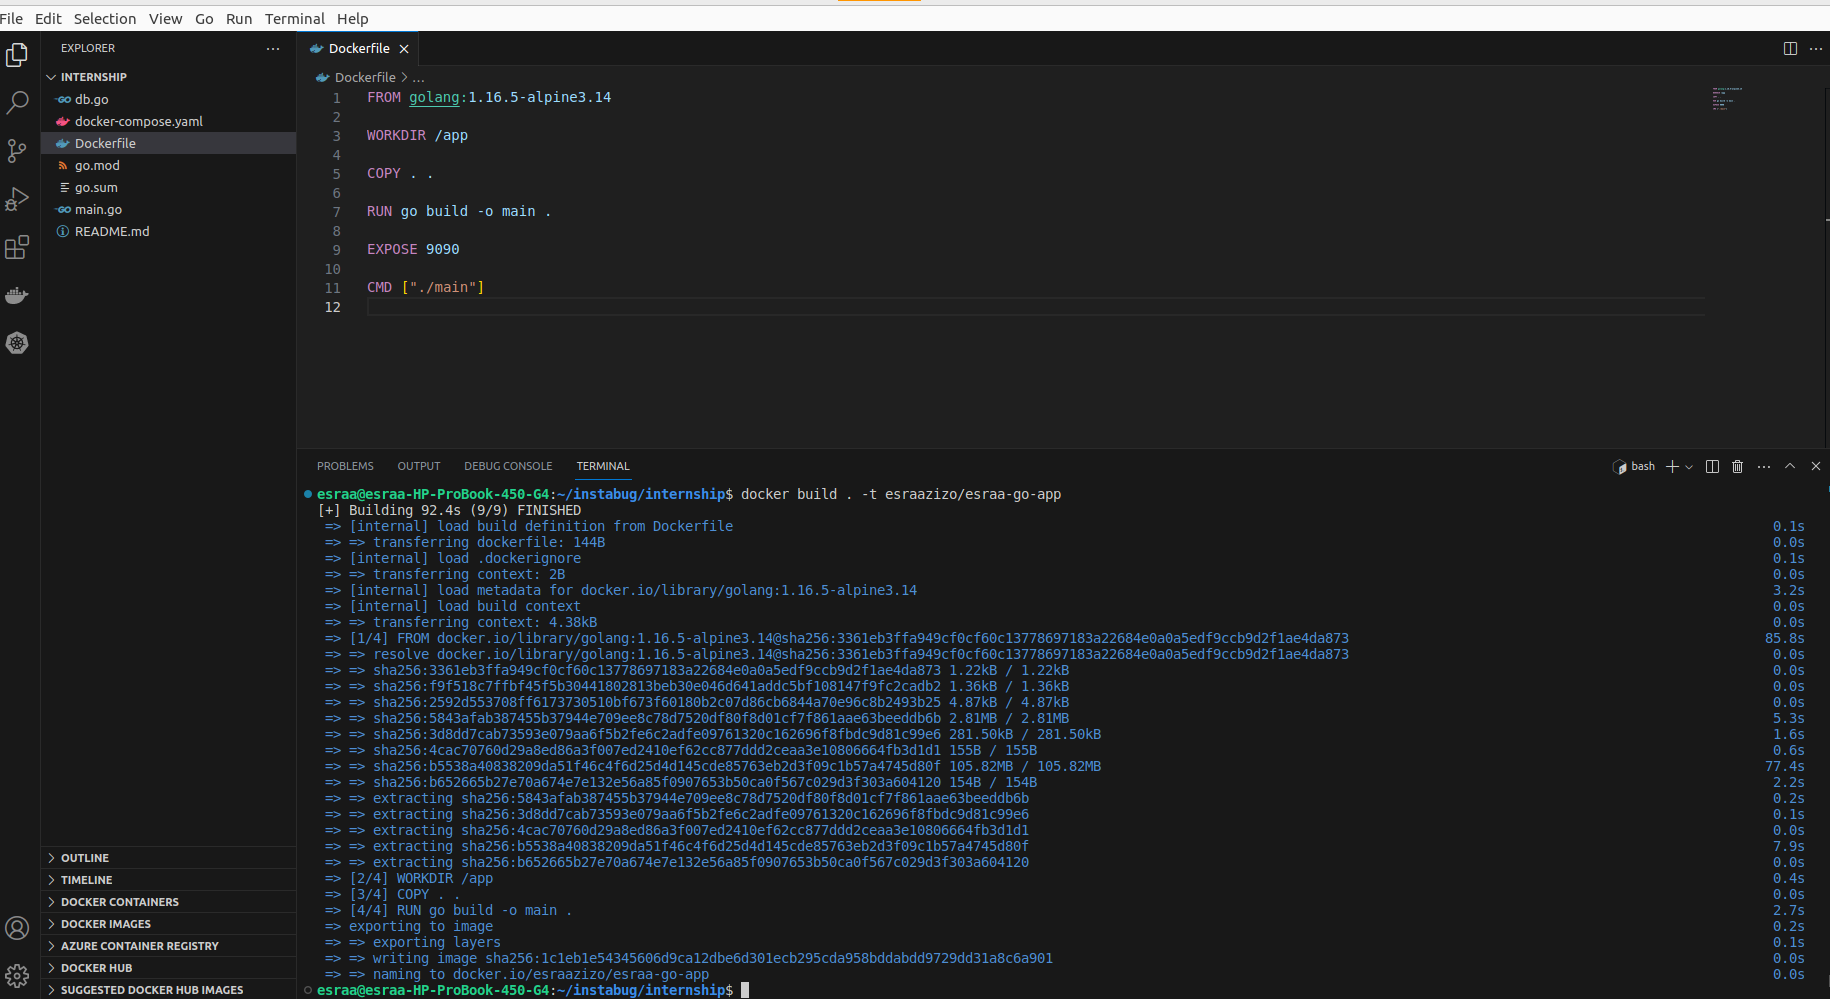 File Edit Selection View Go Run Terminal Help
EXPLORER
INTERNSHIP
db.go
docker-compose.yaml
Dockerfile
go.mod
go.sum
main.go
README.md
OUTLINE
TIMELINE
DOCKER CONTAINERS
DOCKER IMAGES
AZURE CONTAINER REGISTRY
DOCKER HUB
SUGGESTED DOCKER HUB IMAGES
Dockerfile
Dockerfile > ...
1 FROM golang:1.16.5-alpine3.14
2
3 WORKDIR /app
4
5 COPY . .
6
7 RUN go build -o main .
8
9 EXPOSE 9090
10
11 CMD ["./main"]
12
PROBLEMS OUTPUT DEBUG CONSOLE TERMINAL bash
esraa@esraa-HP-ProBook-450-G4:~/instabug/internship$ docker build . -t esraazizo/esraa-go-app
[+] Building 92.4s (9/9) FINISHED
=> [internal] load build definition from Dockerfile 0.1s
=> => transferring dockerfile: 144B 0.0s
=> [internal] load .dockerignore 0.1s
=> => transferring context: 2B 0.0s
=> [internal] load metadata for docker.io/library/golang:1.16.5-alpine3.14 3.2s
=> [internal] load build context 0.0s
=> => transferring context: 4.38kB 0.0s
=> [1/4] FROM docker.io/library/golang:1.16.5-alpine3.14@sha256:3361eb3ffa949cf0cf60c13778697183a22684e0a0a5edf9ccb9d2f1ae4da873 85.8s
=> => resolve docker.io/library/golang:1.16.5-alpine3.14@sha256:3361eb3ffa949cf0cf60c13778697183a22684e0a0a5edf9ccb9d2f1ae4da873 0.0s
=> => sha256:3361eb3ffa949cf0cf60c13778697183a22684e0a0a5edf9ccb9d2f1ae4da873 1.22kB / 1.22kB 0.0s
=> => sha256:f9f518c7ffbf45f5b30441802813beb30e046d641addc5bf108147f9fc2cadb2 1.36kB / 1.36kB 0.0s
=> => sha256:2592d553708ff6173730510bf673f60180b2c07d86cb6844a70e96c8b2493b25 4.87kB / 4.87kB 0.0s
=> => sha256:5843afab387455b37944e709ee8c78d7520df80f8d01cf7f861aae63beeddb6b 2.81MB / 2.81MB 5.3s
=> => sha256:3d8dd7cab73593e079aa6f5b2fe6c2adfe09761320c162696f8fbdc9d81c99e6 281.50kB / 281.50kB 1.6s
=> => sha256:4cac70760d29a8ed86a3f007ed2410ef62cc877ddd2ceaa3e10806664fb3d1d1 155B / 155B 0.6s
=> => sha256:b5538a40838209da51f46c4f6d25d4d145cde85763eb2d3f09c1b57a4745d80f 105.82MB / 105.82MB 77.4s
=> => sha256:b652665b27e70a674e7e132e56a85f0907653b50ca0f567c029d3f303a604120 154B / 154B 2.2s
=> => extracting sha256:5843afab387455b37944e709ee8c78d7520df80f8d01cf7f861aae63beeddb6b 0.2s
=> => extracting sha256:3d8dd7cab73593e079aa6f5b2fe6c2adfe09761320c162696f8fbdc9d81c99e6 0.1s
=> => extracting sha256:4cac70760d29a8ed86a3f007ed2410ef62cc877ddd2ceaa3e10806664fb3d1d1 0.0s
=> => extracting sha256:b5538a40838209da51f46c4f6d25d4d145cde85763eb2d3f09c1b57a4745d80f 7.9s
=> => extracting sha256:b652665b27e70a674e7e132e56a85f0907653b50ca0f567c029d3f303a604120 0.0s
=> [2/4] WORKDIR /app 0.4s
=> [3/4] COPY . . 0.0s
=> [4/4] RUN go build -o main . 2.7s
=> exporting to image 0.2s
=> => exporting layers 0.1s
=> => writing image sha256:1c1eb1e54345606d9ca12dbe6d301ecb295cda958bddabdd9729dd31a8c6a901 0.0s
=> => naming to docker.io/esraazizo/esraa-go-app 0.0s
esraa@esraa-HP-ProBook-450-G4:~/instabug/internship$